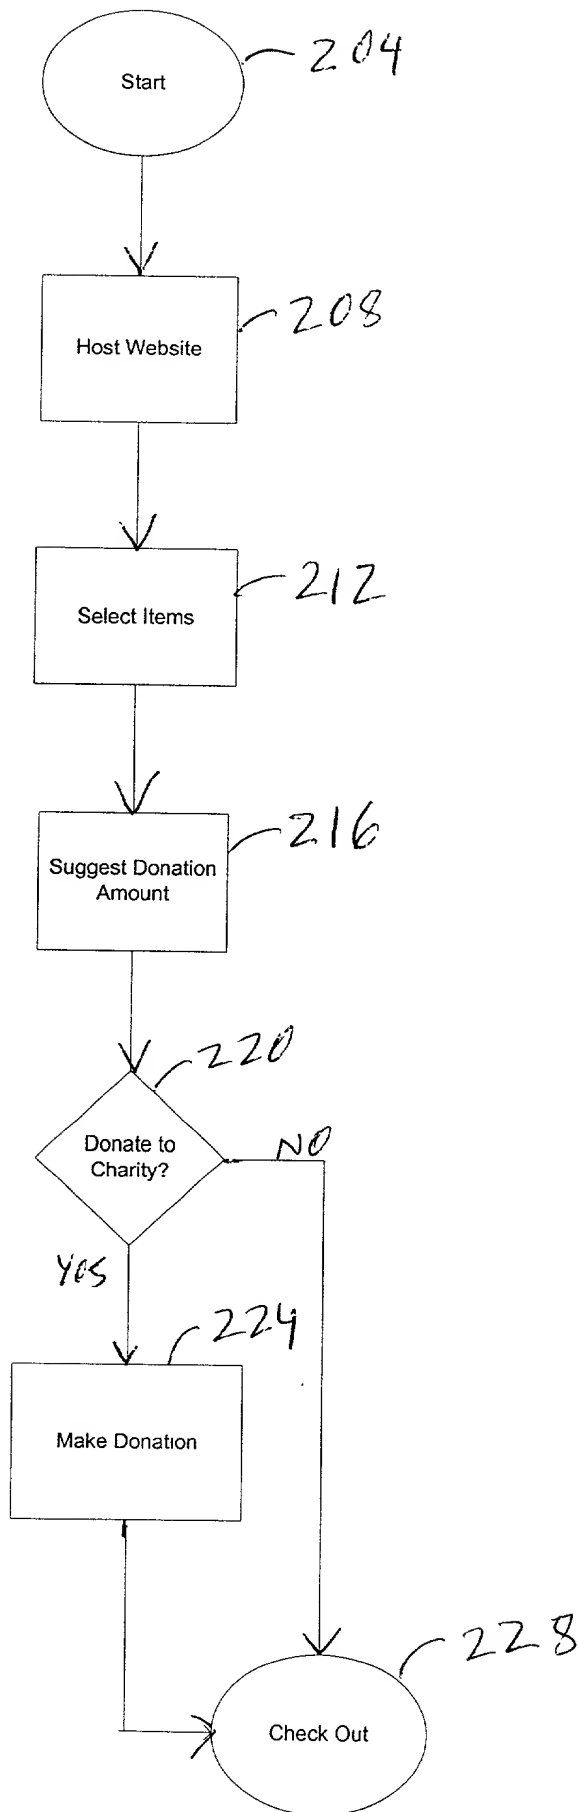 Start
204
Host Website
208
Select Items
212
Suggest Donation
Amount
216
220
Donate to
Charity?
NO
Yes
224
Make Donation
228
Check Out